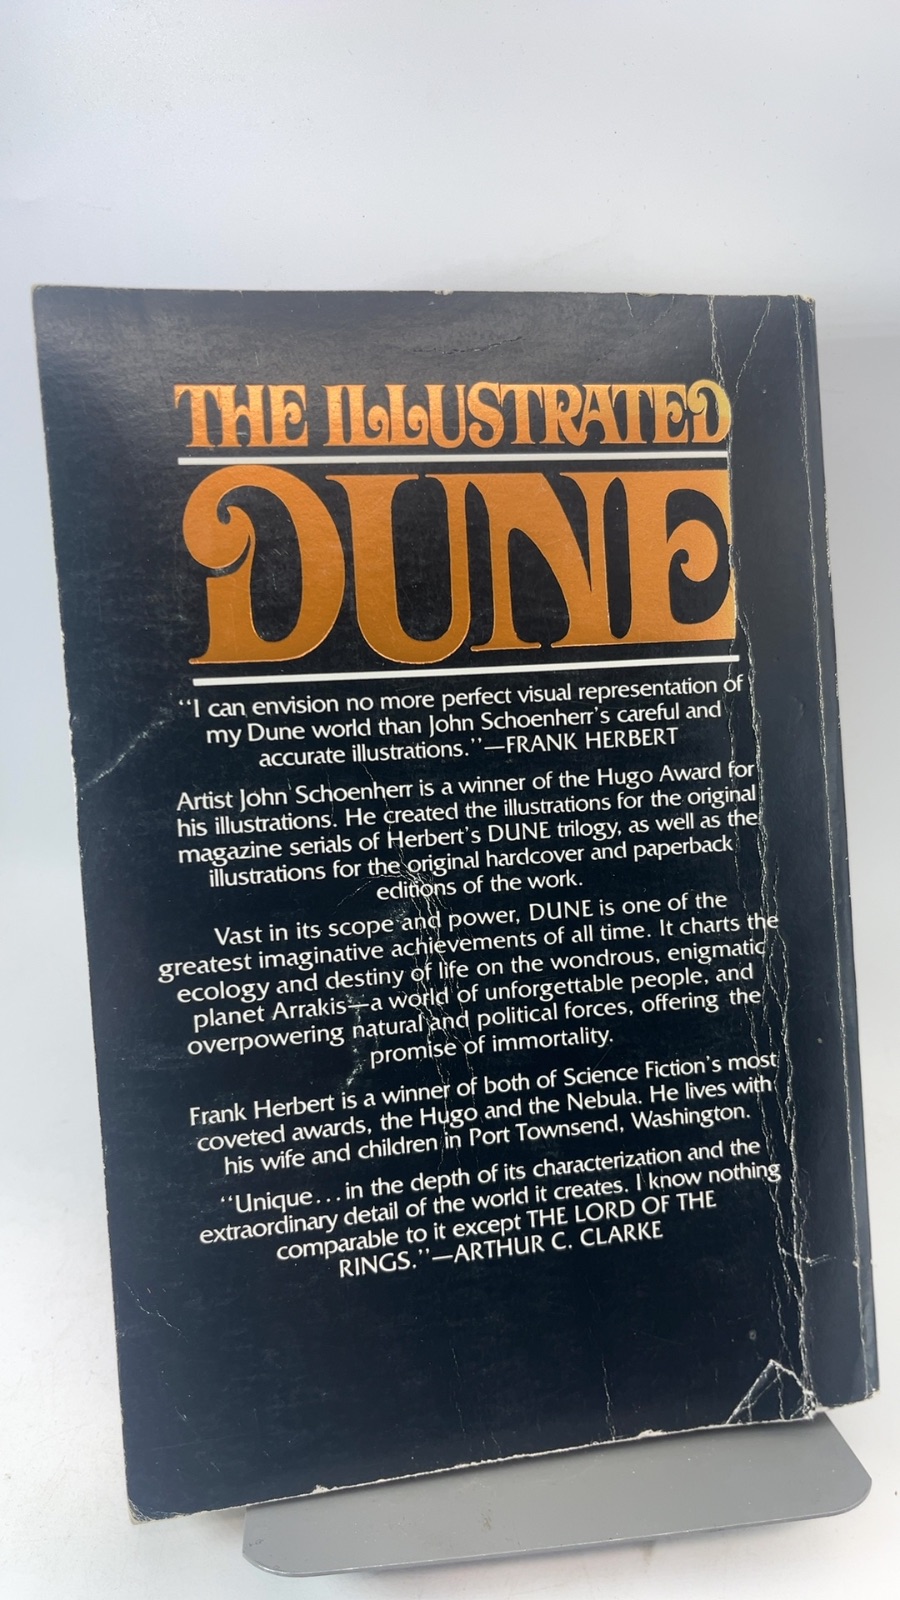 THE ILLUSTRATED
DUNE
"I can envision no more perfect visual representation of
my Dune world than John Schoenherr's careful and
accurate illustrations."—FRANK HERBERT
Artist John Schoenherr is a winner of the Hugo Award for
his illustrations. He created the illustrations for the original
magazine serials of Herbert's DUNE trilogy, as well as the
illustrations for the original hardcover and paperback
editions of the work.
Vast in its scope and power, DUNE is one of the
greatest imaginative achievements of all time. It charts the
ecology and destiny of life on the wondrous, enigmatic
planet Arrakis—a world of unforgettable people, and
overpowering natural and political forces, offering the
promise of immortality.
Frank Herbert is a winner of both of Science Fiction's most
coveted awards, the Hugo and the Nebula. He lives with
his wife and children in Port Townsend, Washington.
"Unique...in the depth of its characterization and the
extraordinary detail of the world it creates. I know nothing
comparable to it except THE LORD OF THE
RINGS."—ARTHUR C. CLARKE